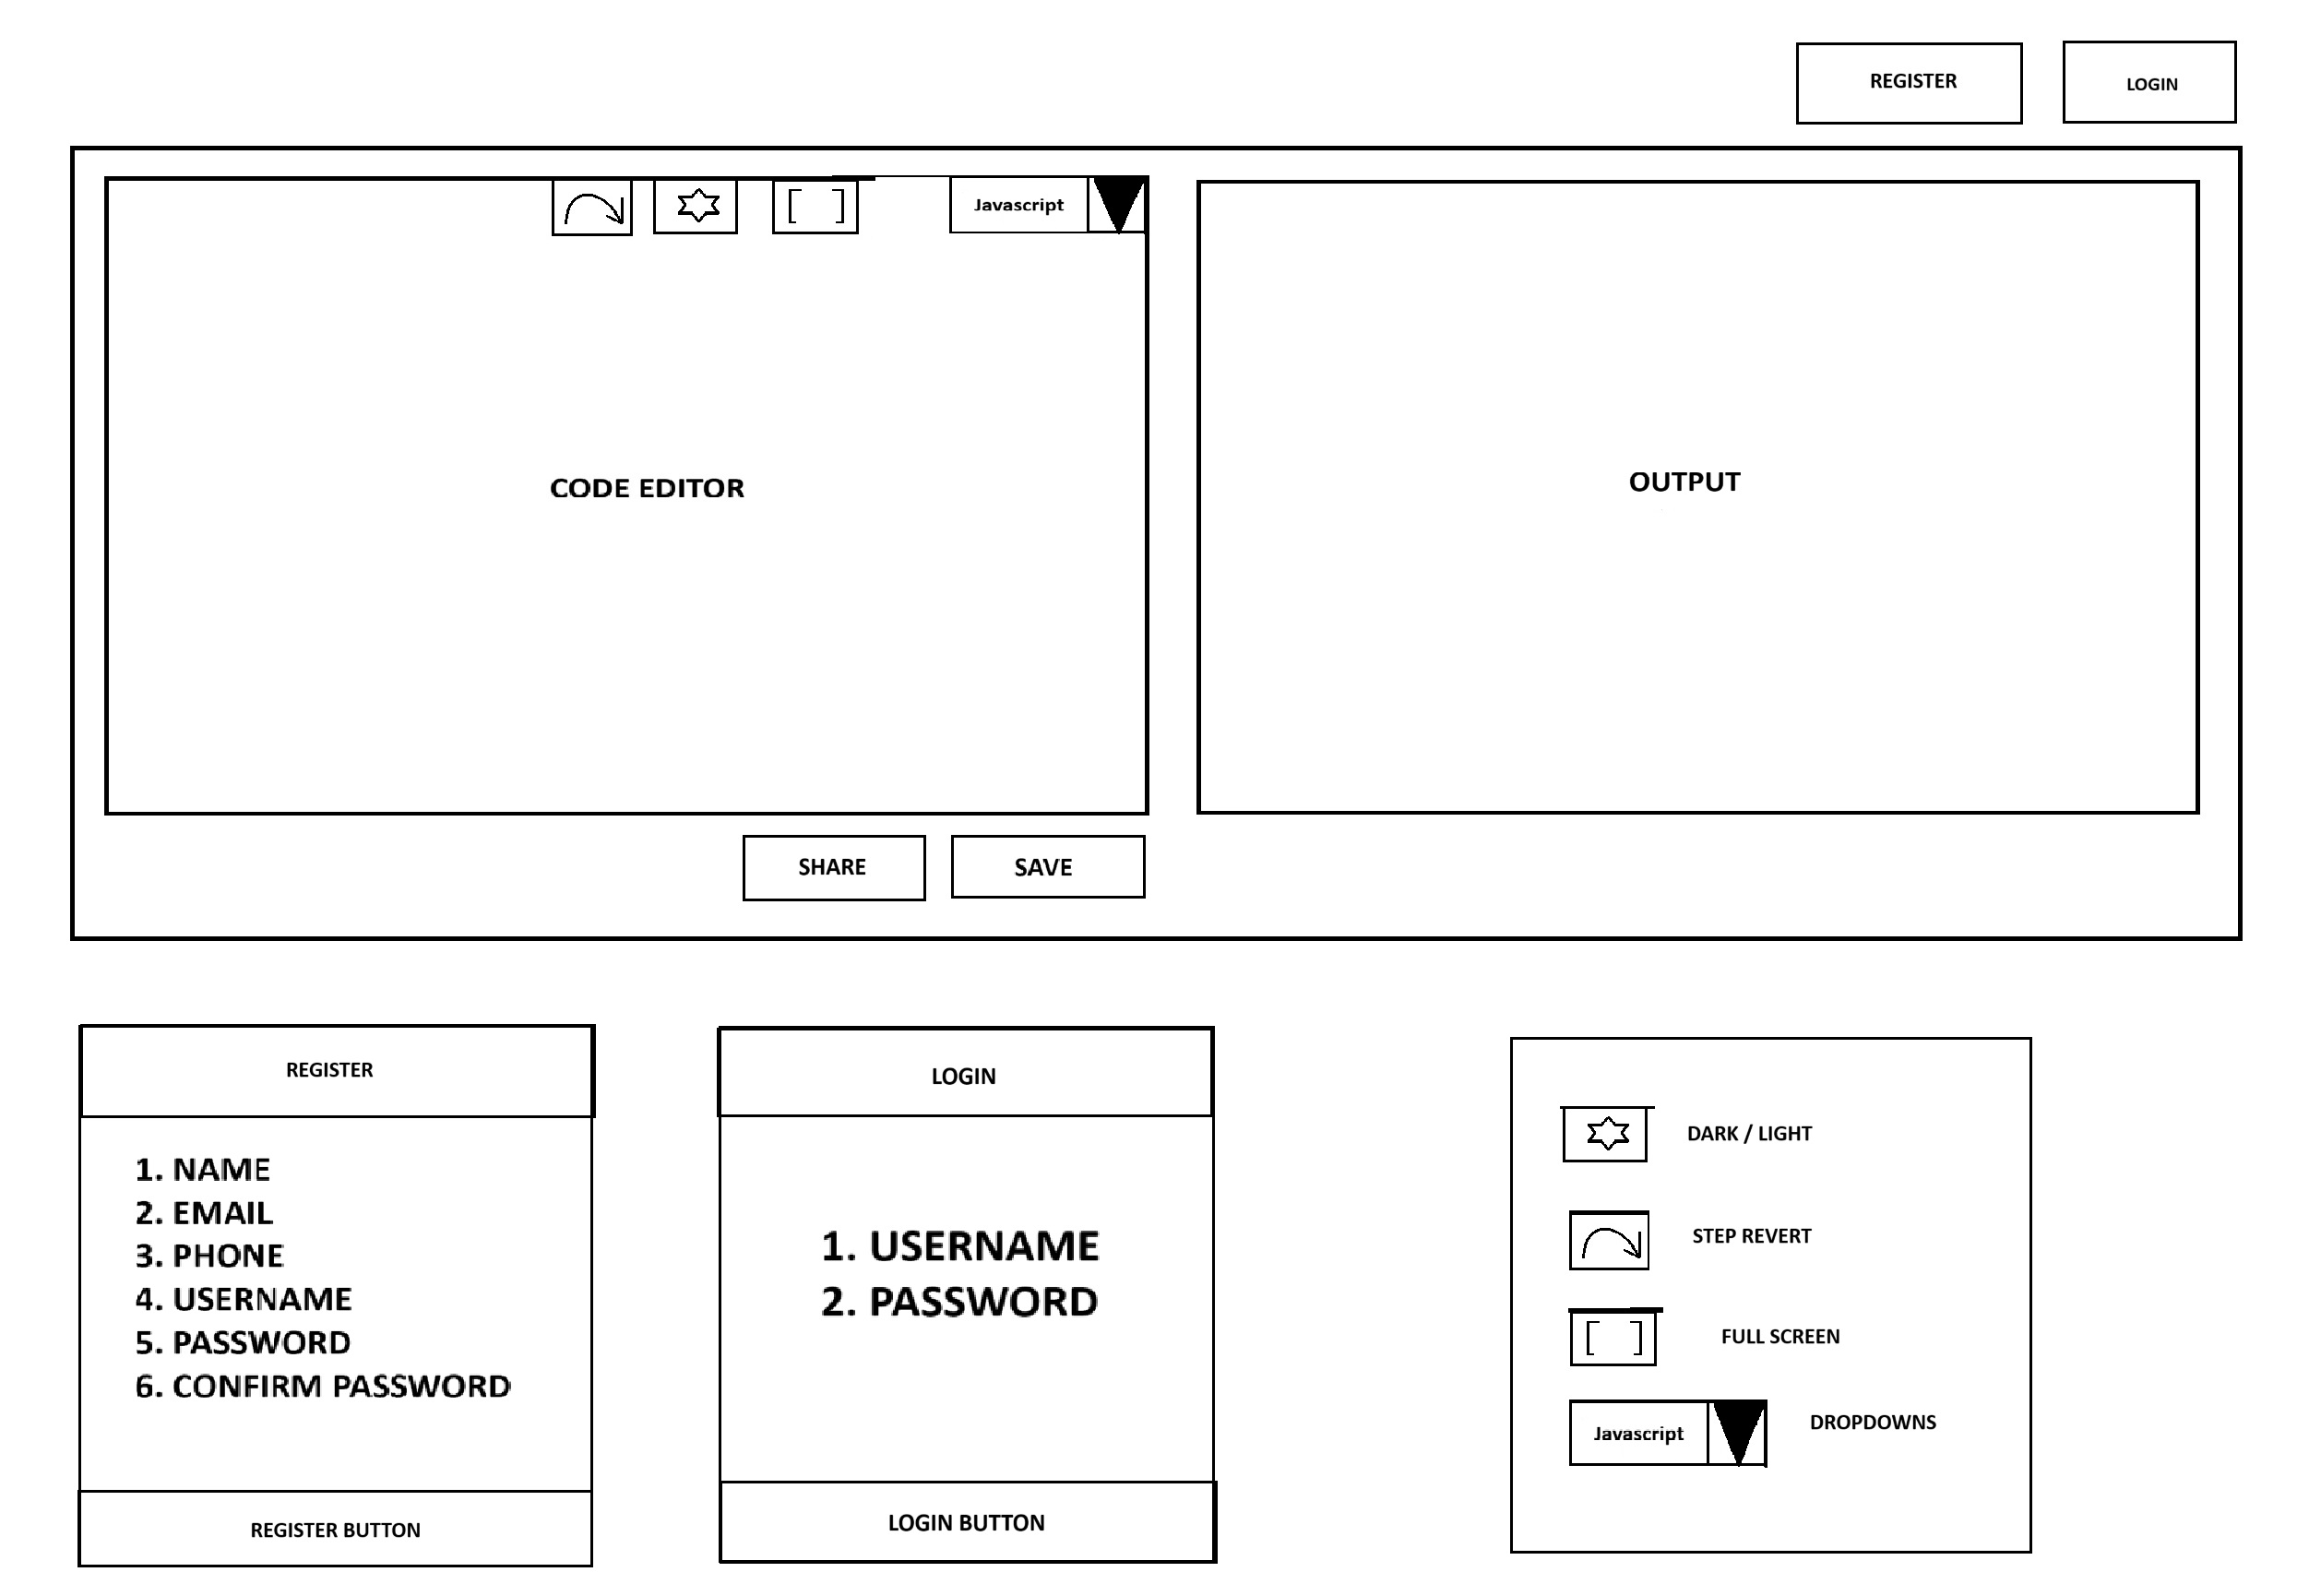 REGISTER
LOGIN
Javascript
CODE EDITOR
OUTPUT
SHARE
SAVE
REGISTER
1. NAME
2. EMAIL
3. PHONE
4. USERNAME
5. PASSWORD
6. CONFIRM PASSWORD
REGISTER BUTTON
LOGIN
1. USERNAME
2. PASSWORD
LOGIN BUTTON
DARK / LIGHT
STEP REVERT
[ ] FULL SCREEN
Javascript DROPDOWNS